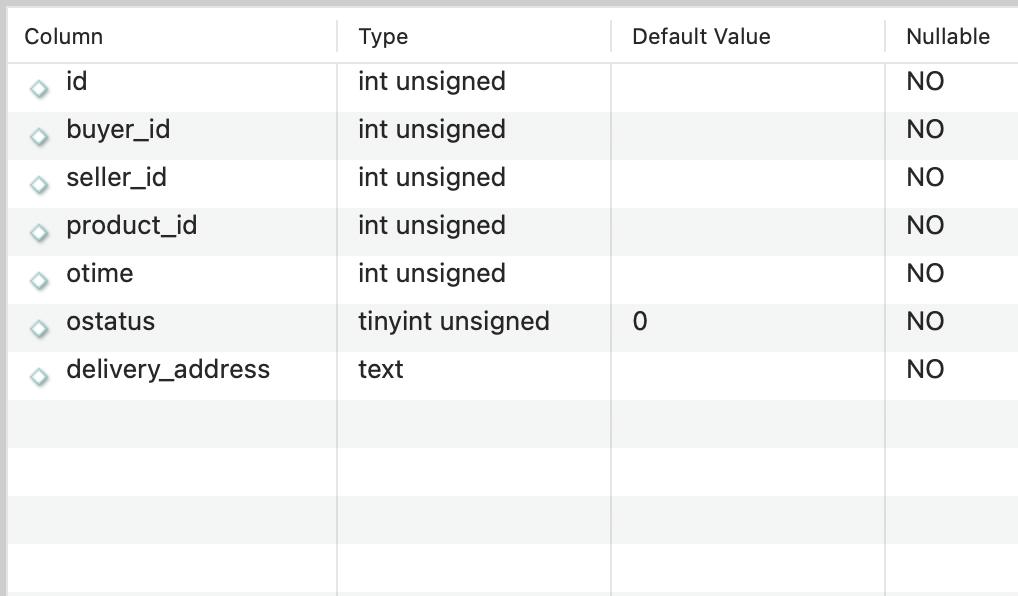 Column Type Default Value Nullable
id int unsigned NO
buyer_id int unsigned NO
seller_id int unsigned NO
product_id int unsigned NO
otime int unsigned NO
ostatus tinyint unsigned 0 NO
delivery_address text NO